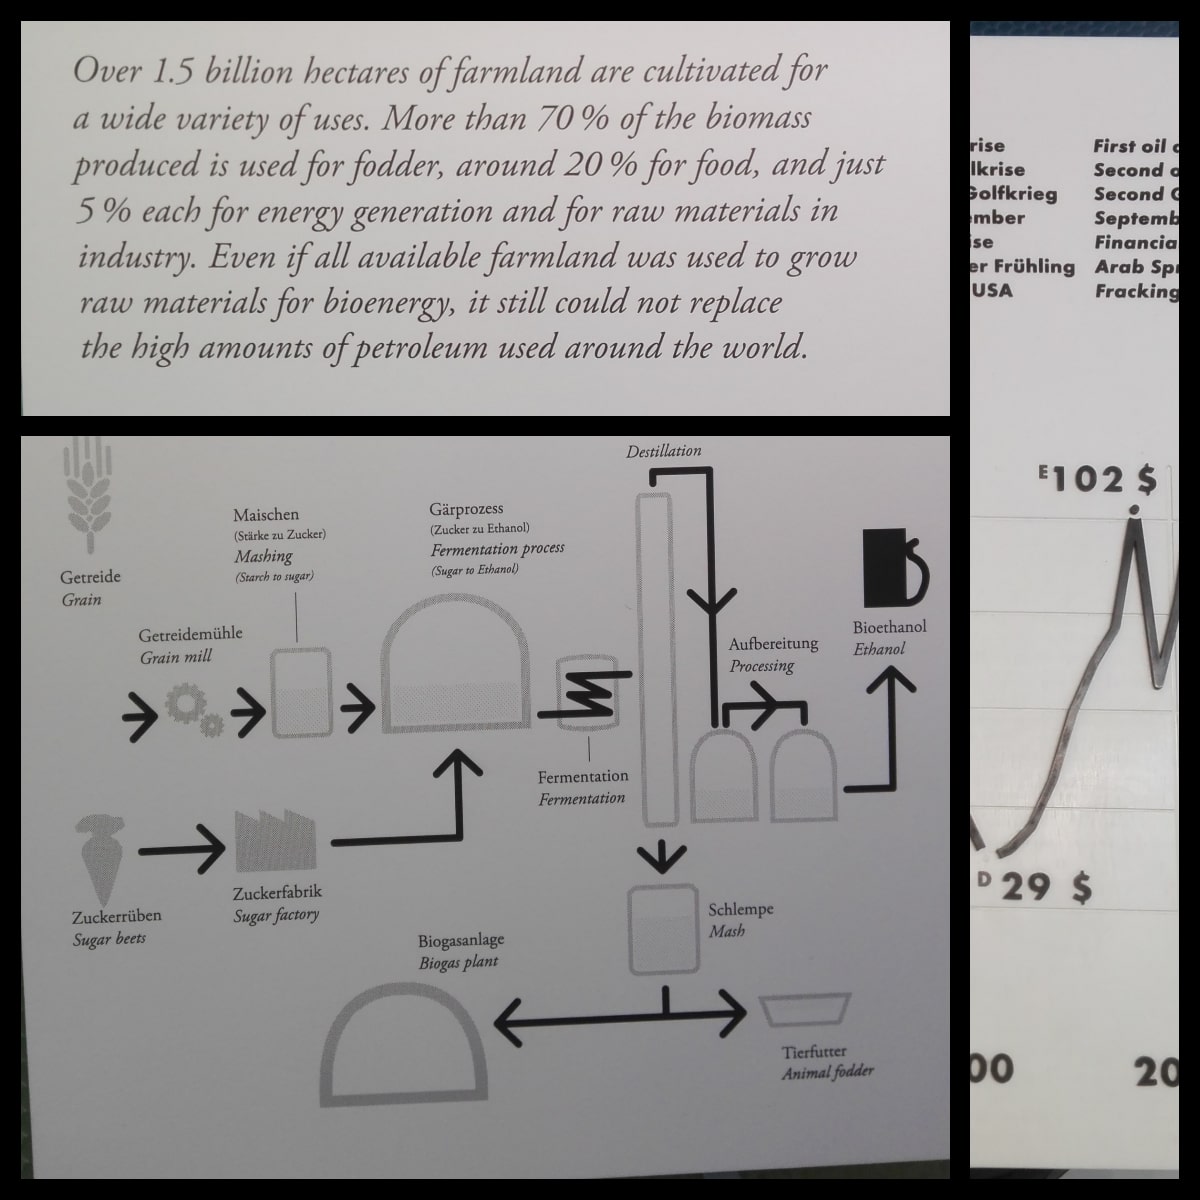 Over 1.5 billion hectares of farmland are cultivated for
a wide variety of uses. More than 70 % of the biomass
produced is used for fodder, around 20 % for food, and just
5 % each for energy generation and for raw materials in
industry. Even if all available farmland was used to grow
raw materials for bioenergy, it still could not replace
the high amounts of petroleum used around the world.
Getreide
Grain
Getreidemühle
Grain mill
Maischen
(Stärke zu Zucker)
Mashing
(Starch to sugar)
Gärprozess
(Zucker zu Ethanol)
Fermentation process
(Sugar to Ethanol)
Destillation
Aufbereitung
Processing
Bioethanol
Ethanol
Fermentation
Fermentation
Zuckerrüben
Sugar beets
Zuckerfabrik
Sugar factory
Schlempe
Mash
Biogasanlage
Biogas plant
Tierfutter
Animal fodder
rise First oil
lkrise Second
Golfkrieg Second
mber Septemb
ise Financia
er Frühling Arab Spr
USA Fracking
E 102 $
D 29 $
00 20